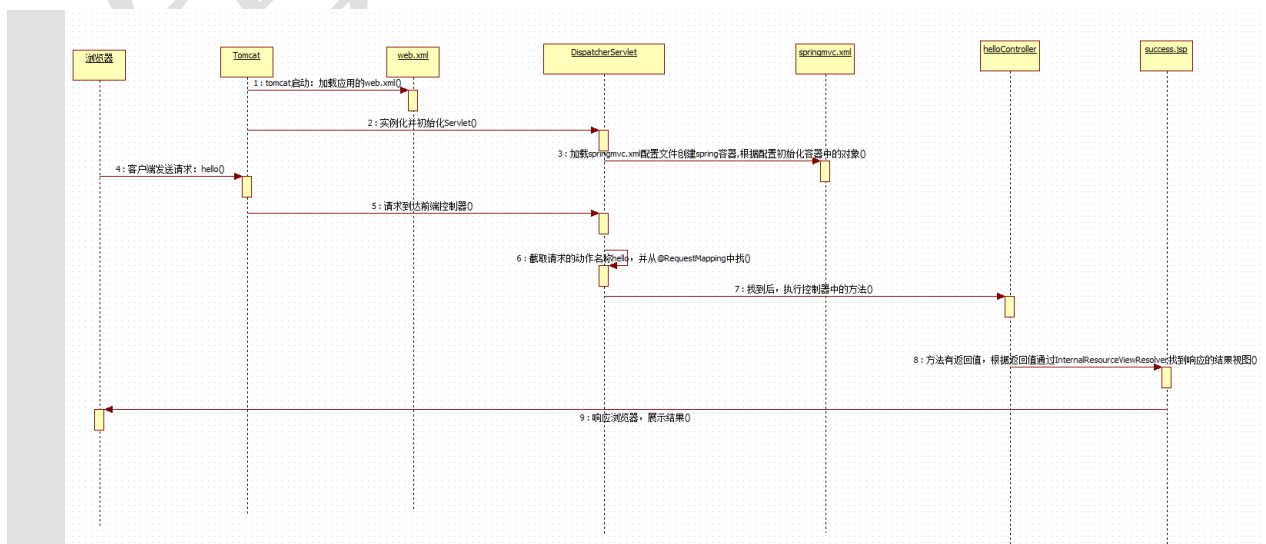 浏览器
Tomcat
web.xml
DispatcherServlet
springmvc.xml
helloController
success.jsp
1 : tomcat启动：加载应用的web.xml()
2 : 实例化并初始化Servlet()
3 : 加载springmvc.xml配置文件创建spring容器,根据配置初始化容器中的对象()
4 : 客户端发送请求：hello()
5 : 请求到达前端控制器()
6 : 截取请求的动作名称hello，并从@RequestMapping中找()
7 : 找到后，执行控制器中的方法()
8 : 方法有返回值，根据返回值通过InternalResourceViewResolver找到响应的结果视图()
9 : 响应浏览器，展示结果()